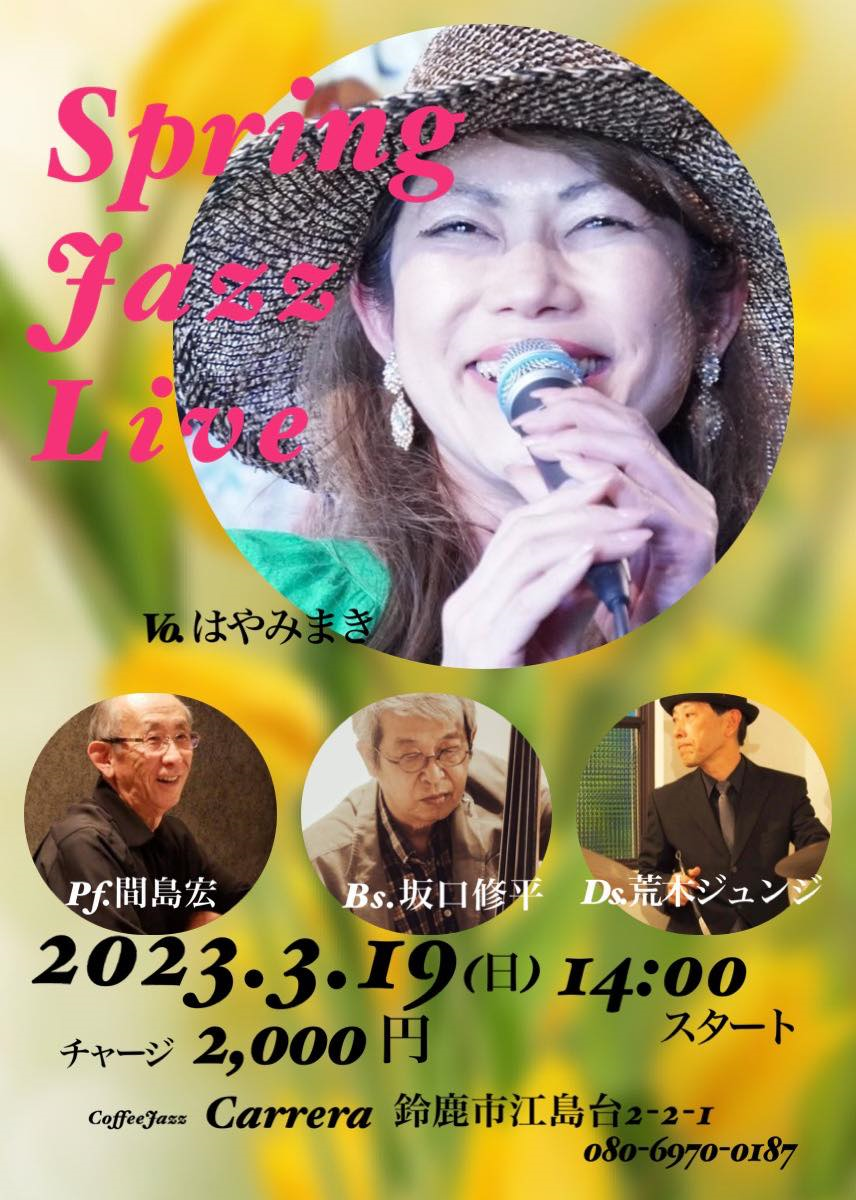 Spring
Jazz
Live
Vo. はやみまき
Pf. 間島宏
Bs. 坂口修平
Ds. 荒木ジュンジ
2023.3.19(日) 14:00
スタート
チャージ 2,000円
CoffeeJazz Carrera 鈴鹿市江島台2-2-1
080-6970-0187